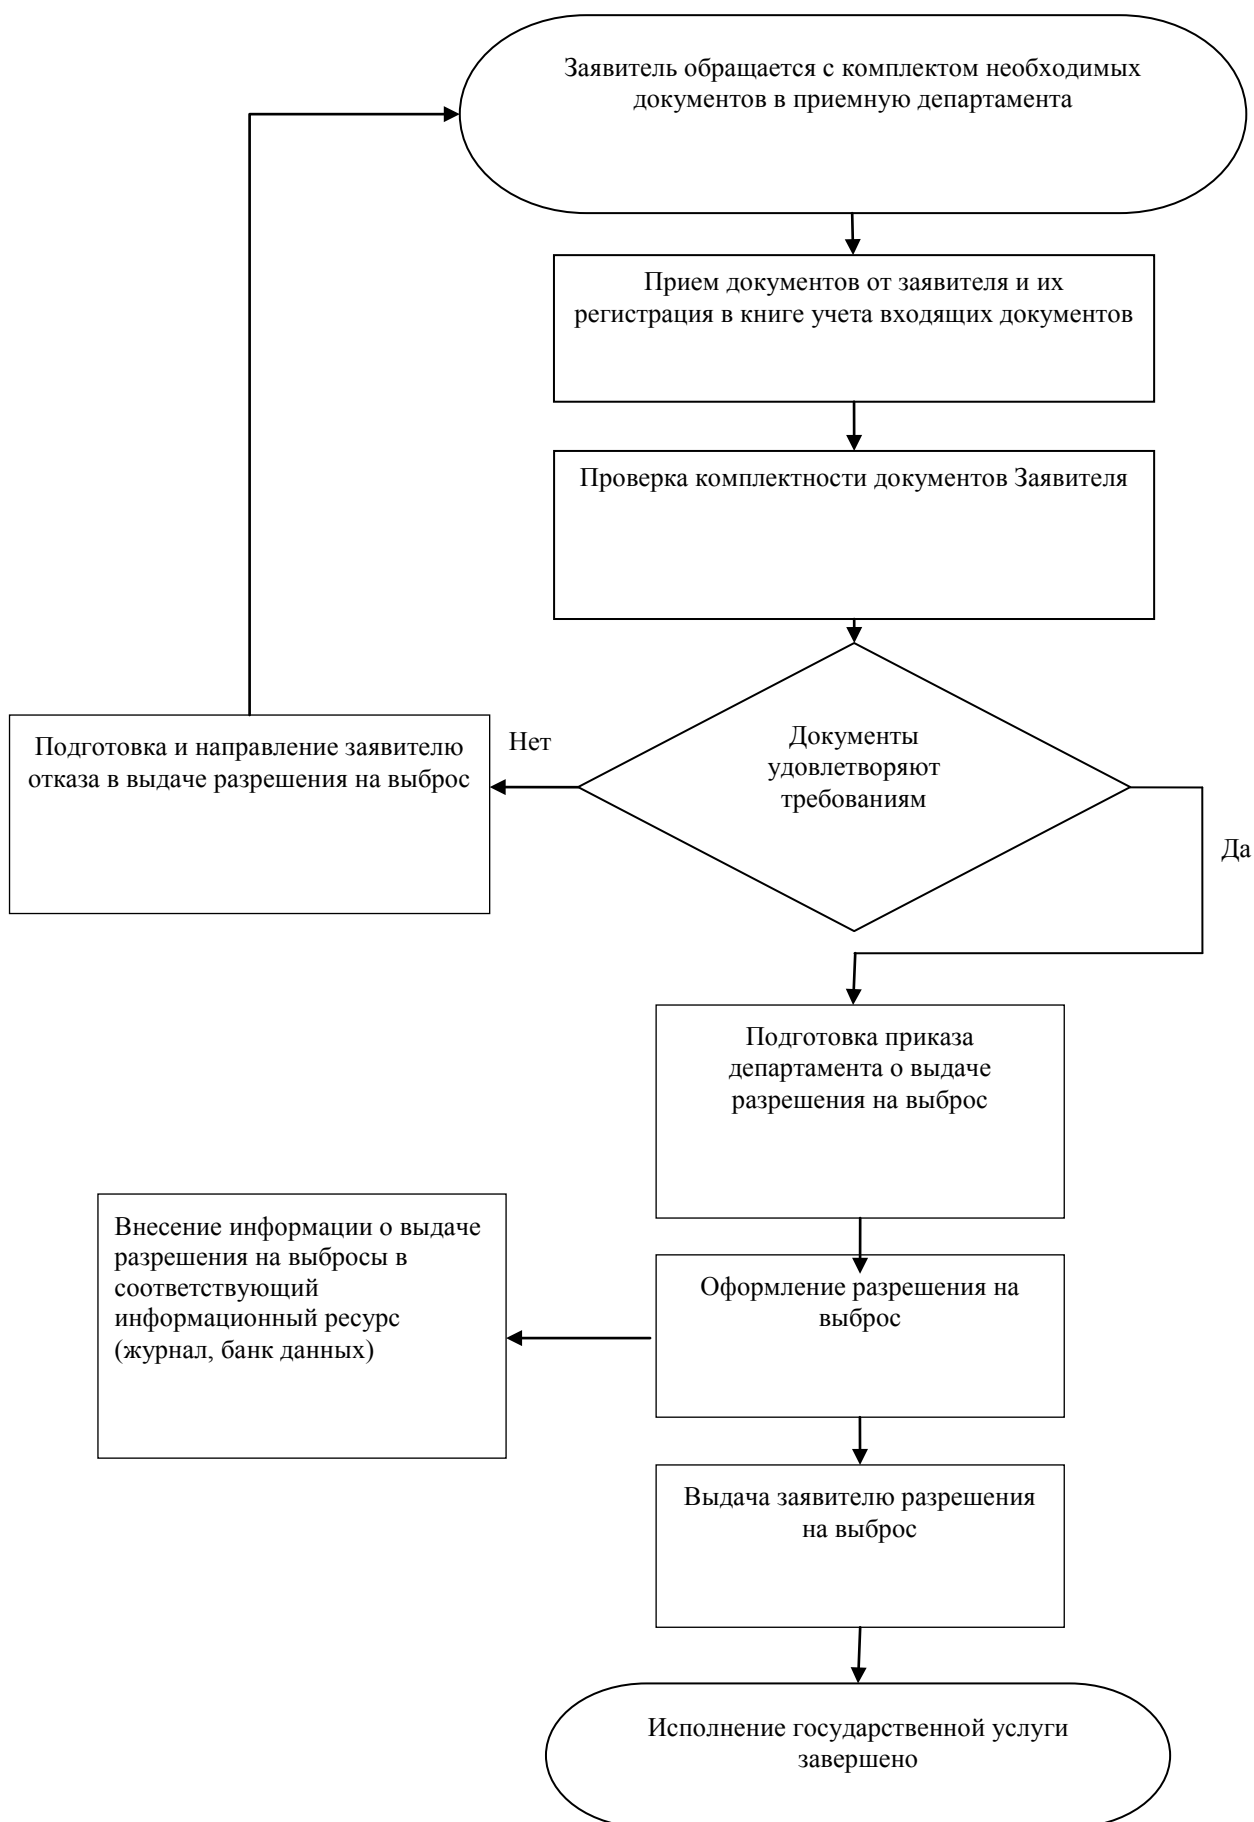 Заявитель обращается с комплектом необходимых
документов в приемную департамента
Прием документов от заявителя и их
регистрация в книге учета входящих документов
Проверка комплектности документов Заявителя
Документы
удовлетворяют
требованиям
Нет
Подготовка и направление заявителю
отказа в выдаче разрешения на выброс
Да
Подготовка приказа
департамента о выдаче
разрешения на выброс
Оформление разрешения на
выброс
Внесение информации о выдаче
разрешения на выбросы в
соответствующий
информационный ресурс
(журнал, банк данных)
Выдача заявителю разрешения
на выброс
Исполнение государственной услуги
завершено